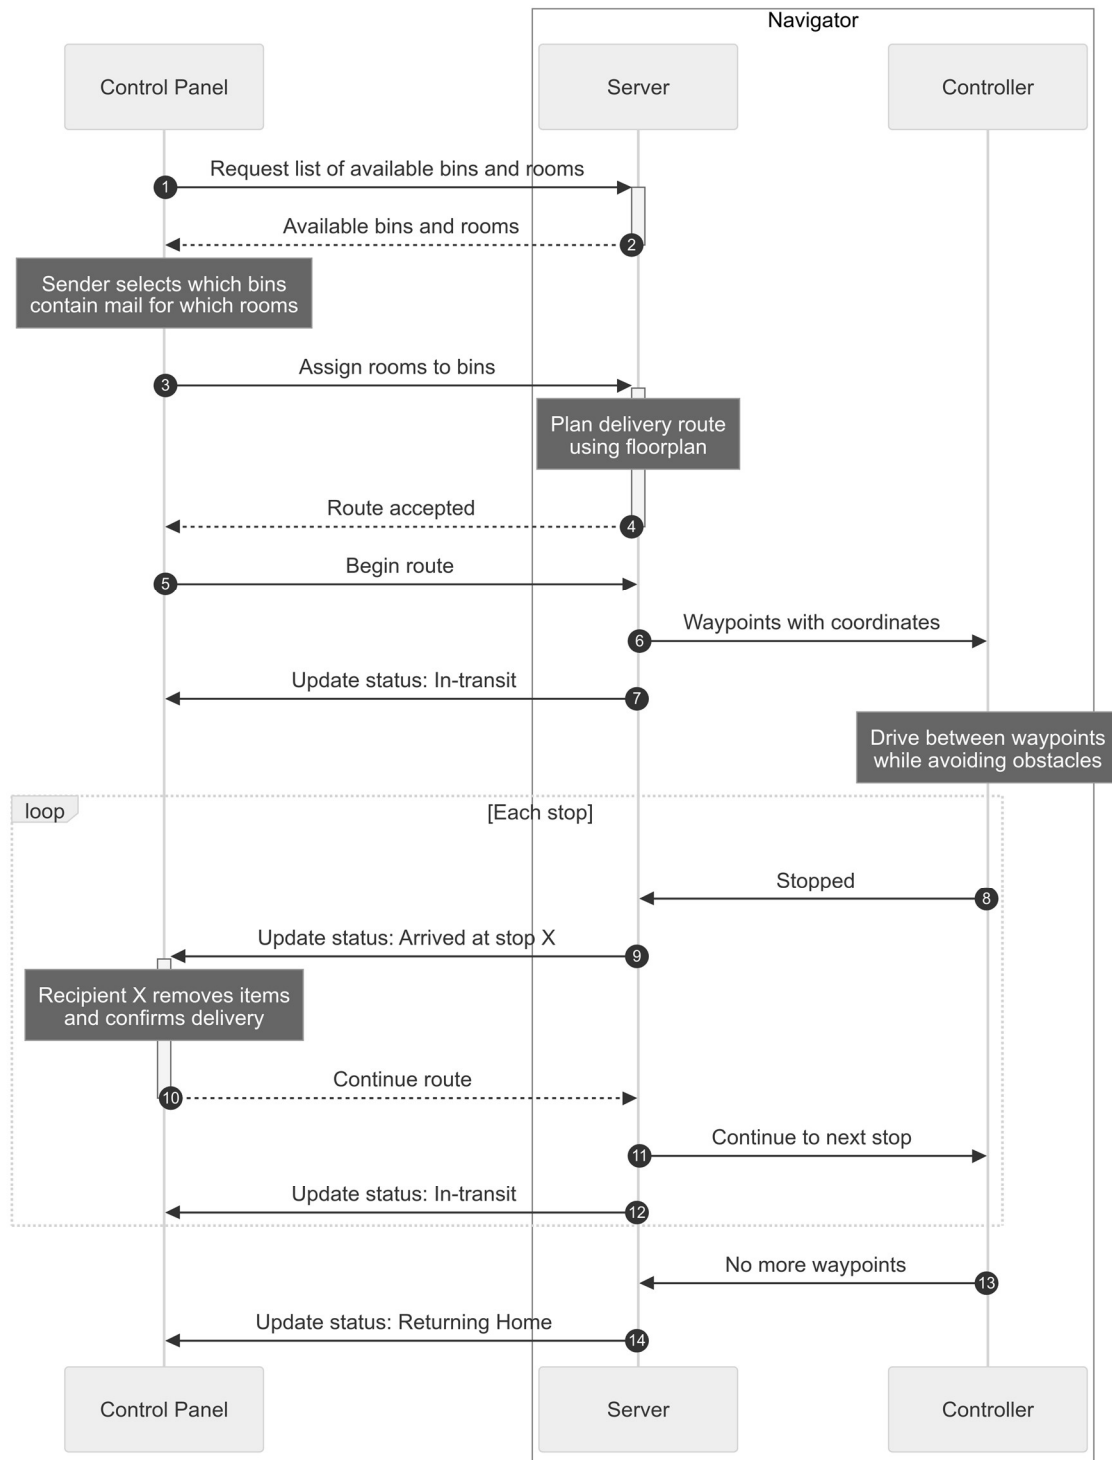 Navigator
Control Panel
Server
Controller
Request list of available bins and rooms
1
Available bins and rooms
2
Sender selects which bins
contain mail for which rooms
Assign rooms to bins
3
Plan delivery route
using floorplan
Route accepted
4
Begin route
5
Waypoints with coordinates
6
Update status: In-transit
7
Drive between waypoints
while avoiding obstacles
loop
[Each stop]
Stopped
8
Update status: Arrived at stop X
9
Recipient X removes items
and confirms delivery
Continue route
10
Continue to next stop
11
Update status: In-transit
12
No more waypoints
13
Update status: Returning Home
14
Control Panel
Server
Controller